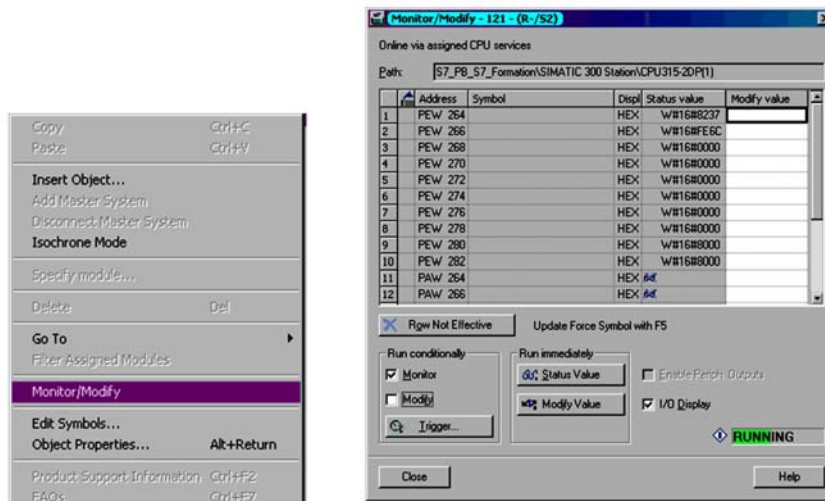 Copy Ctrl+C
Paste Ctrl+V
Insert Object...
Add Master System
Disconnect Master System
Isochrone Mode
Specify module...
Delete Del
Go To
Filter Assigned Modules
Monitor/Modify
Edit Symbols...
Object Properties... Alt+Return
Product Support Information Ctrl+F2
FAQs Ctrl+F7
Monitor/Modify - 121 - (R-/S2)
Online via assigned CPU services
Path: S7_PB_S7_Formation\SIMATIC 300 Station\CPU315-2DP(1)
Address Symbol Displ Status value Modify value
1 PEW 264 HEX W#16#8237
2 PEW 266 HEX W#16#FE6C
3 PEW 268 HEX W#16#0000
4 PEW 270 HEX W#16#0000
5 PEW 272 HEX W#16#0000
6 PEW 274 HEX W#16#0000
7 PEW 276 HEX W#16#0000
8 PEW 278 HEX W#16#0000
9 PEW 280 HEX W#16#8000
10 PEW 282 HEX W#16#8000
11 PAW 264 HEX
12 PAW 266 HEX
Row Not Effective Update Force Symbol with F5
Run conditionally Run immediately
Monitor Status Value Enable Periph. Outputs
Modify Modify Value I/O Display
Trigger...
RUNNING
Close Help